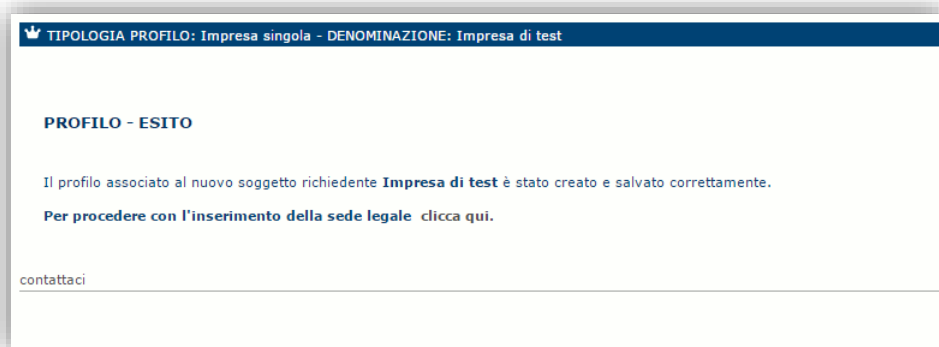 TIPOLOGIA PROFILO: Impresa singola - DENOMINAZIONE: Impresa di test
PROFILO - ESITO
Il profilo associato al nuovo soggetto richiedente Impresa di test è stato creato e salvato correttamente.
Per procedere con l'inserimento della sede legale clicca qui.
contattaci